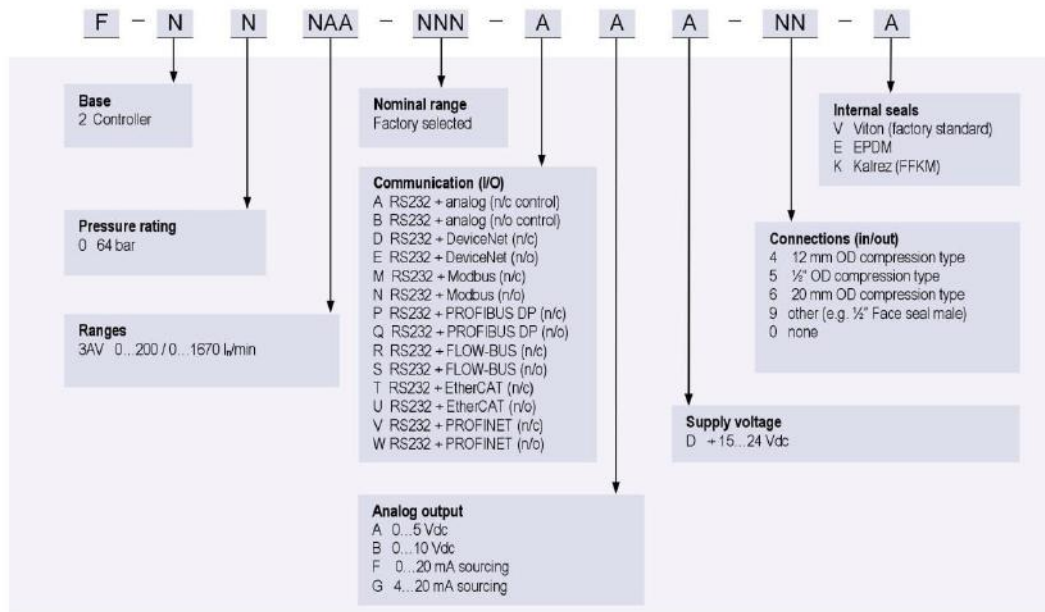 F – N N NAA – NNN – A A A – NN – A
Base
2 Controller
Pressure rating
0 64 bar
Ranges
3AV 0...200 / 0...1670 lₙ/min
Nominal range
Factory selected
Communication (I/O)
A RS232 + analog (n/c control)
B RS232 + analog (n/o control)
D RS232 + DeviceNet (n/c)
E RS232 + DeviceNet (n/o)
M RS232 + Modbus (n/c)
N RS232 + Modbus (n/o)
P RS232 + PROFIBUS DP (n/c)
Q RS232 + PROFIBUS DP (n/o)
R RS232 + FLOW-BUS (n/c)
S RS232 + FLOW-BUS (n/o)
T RS232 + EtherCAT (n/c)
U RS232 + EtherCAT (n/o)
V RS232 + PROFINET (n/c)
W RS232 + PROFINET (n/o)
Analog output
A 0...5 Vdc
B 0...10 Vdc
F 0...20 mA sourcing
G 4...20 mA sourcing
Internal seals
V Viton (factory standard)
E EPDM
K Kalrez (FFKM)
Connections (in/out)
4 12 mm OD compression type
5 ½" OD compression type
6 20 mm OD compression type
9 other (e.g. ½" Face seal male)
0 none
Supply voltage
D +15...24 Vdc